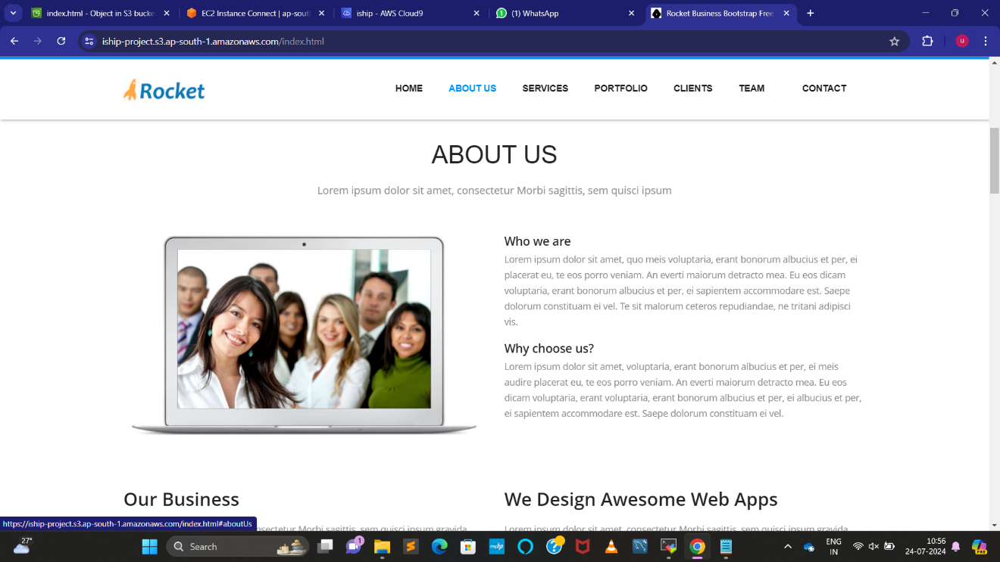 index.html - Object in S3 bucke
EC2 Instance Connect | ap-sout
iship - AWS Cloud9
(1) WhatsApp
Rocket Business Bootstrap Free
iship-project.s3.ap-south-1.amazonaws.com/index.html
u
Rocket
HOME
ABOUT US
SERVICES
PORTFOLIO
CLIENTS
TEAM
CONTACT
ABOUT US
Lorem ipsum dolor sit amet, consectetur Morbi sagittis, sem quisci ipsum
Who we are
Lorem ipsum dolor sit amet, quo meis voluptaria, erant bonorum albucius et per, ei
placerat eu, te eos porro veniam. An everti maiorum detracto mea. Eu eos dicam
voluptaria, erant bonorum albucius et per, ei sapientem accommodare est. Saepe
dolorum constituam ei vel. Te sit malorum ceteros repudiandae, ne tritani adipisci
vis.
Why choose us?
Lorem ipsum dolor sit amet, voluptaria, erant bonorum albucius et per, ei meis
audire placerat eu, te eos porro veniam. An everti maiorum detracto mea. Eu eos
dicam voluptaria, erant voluptaria, erant bonorum albucius et per, ei albucius et per,
ei sapientem accommodare est. Saepe dolorum constituam ei vel.
Our Business
We Design Awesome Web Apps
https://iship-project.s3.ap-south-1.amazonaws.com/index.html#aboutUs
sectetur Morbi sagittis, sem quisci ipsum gravida
Lorem ipsum dolor sit amet, consectetur Morbi sagittis, sem quisci ipsum gravida
27°
Search
1
myhp
ENG
IN
10:56
24-07-2024
PRE